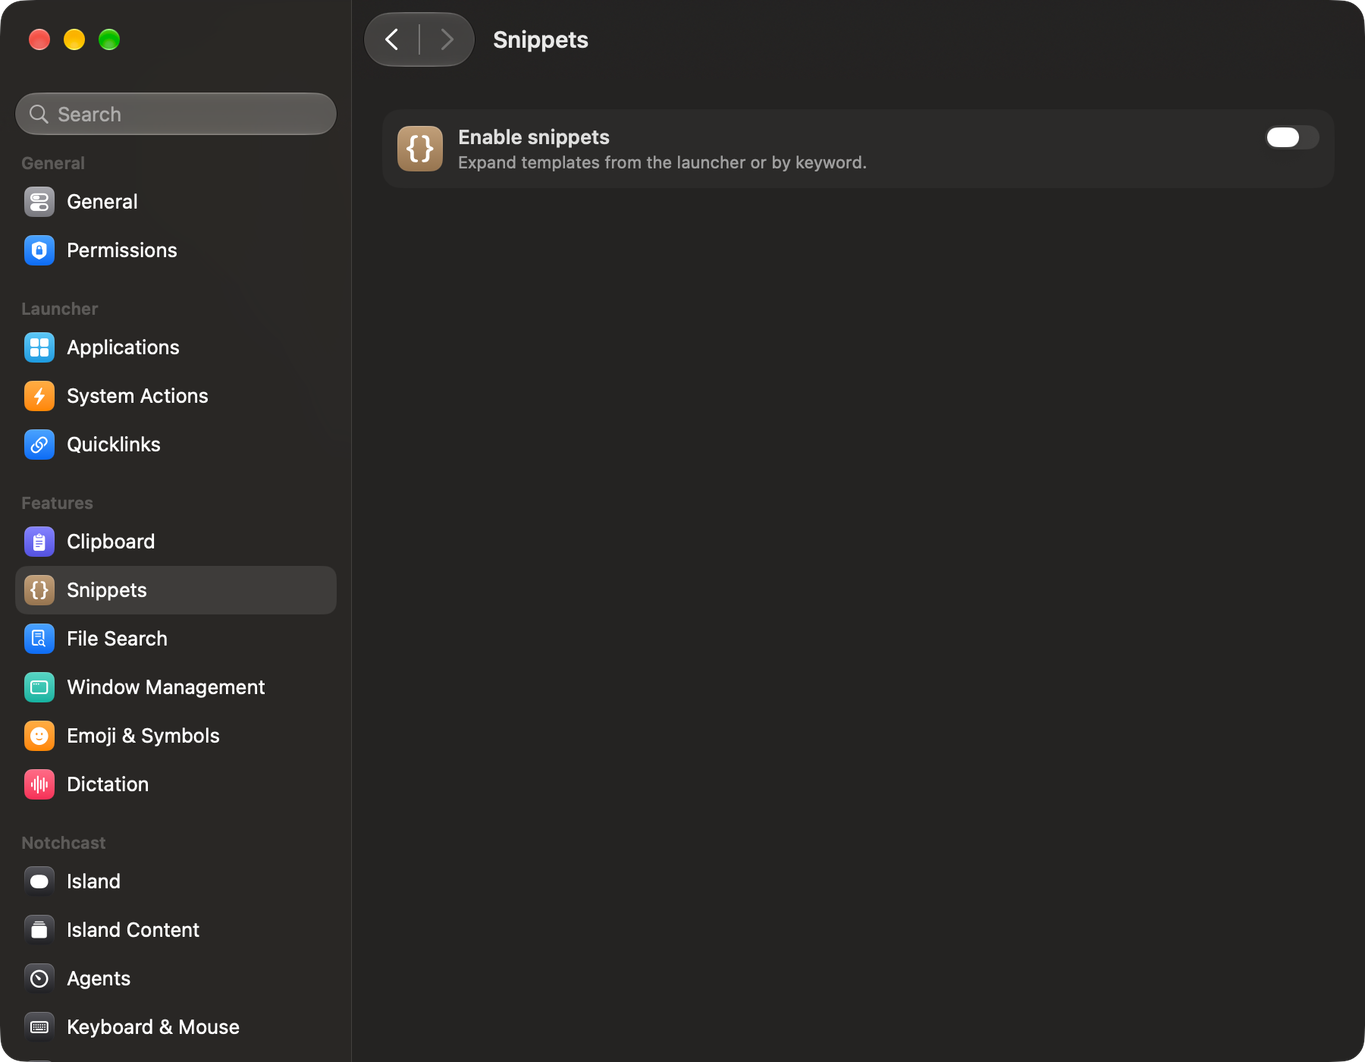 Snippets
Search
General
General
Permissions
Launcher
Applications
System Actions
Quicklinks
Features
Clipboard
Snippets
File Search
Window Management
Emoji & Symbols
Dictation
Notchcast
Island
Island Content
Agents
Keyboard & Mouse
Enable snippets
Expand templates from the launcher or by keyword.